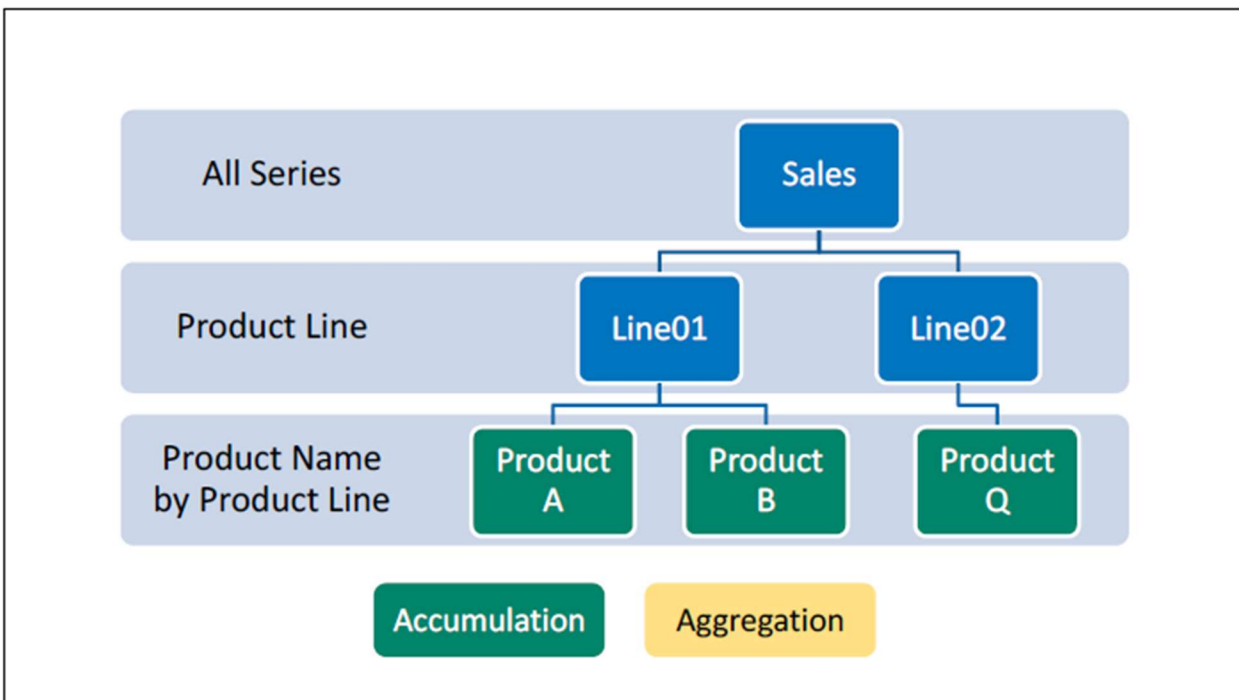 All Series
Sales
Product Line
Line01
Line02
Product Name
by Product Line
Product
A
Product
B
Product
Q
Accumulation
Aggregation